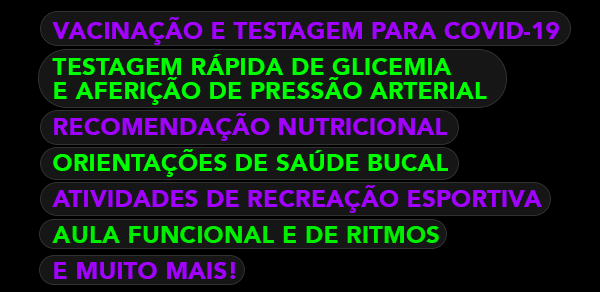 VACINAÇÃO E TESTAGEM PARA COVID-19
TESTAGEM RÁPIDA DE GLICEMIA
E AFERIÇÃO DE PRESSÃO ARTERIAL
RECOMENDAÇÃO NUTRICIONAL
ORIENTAÇÕES DE SAÚDE BUCAL
ATIVIDADES DE RECREAÇÃO ESPORTIVA
AULA FUNCIONAL E DE RITMOS
E MUITO MAIS!